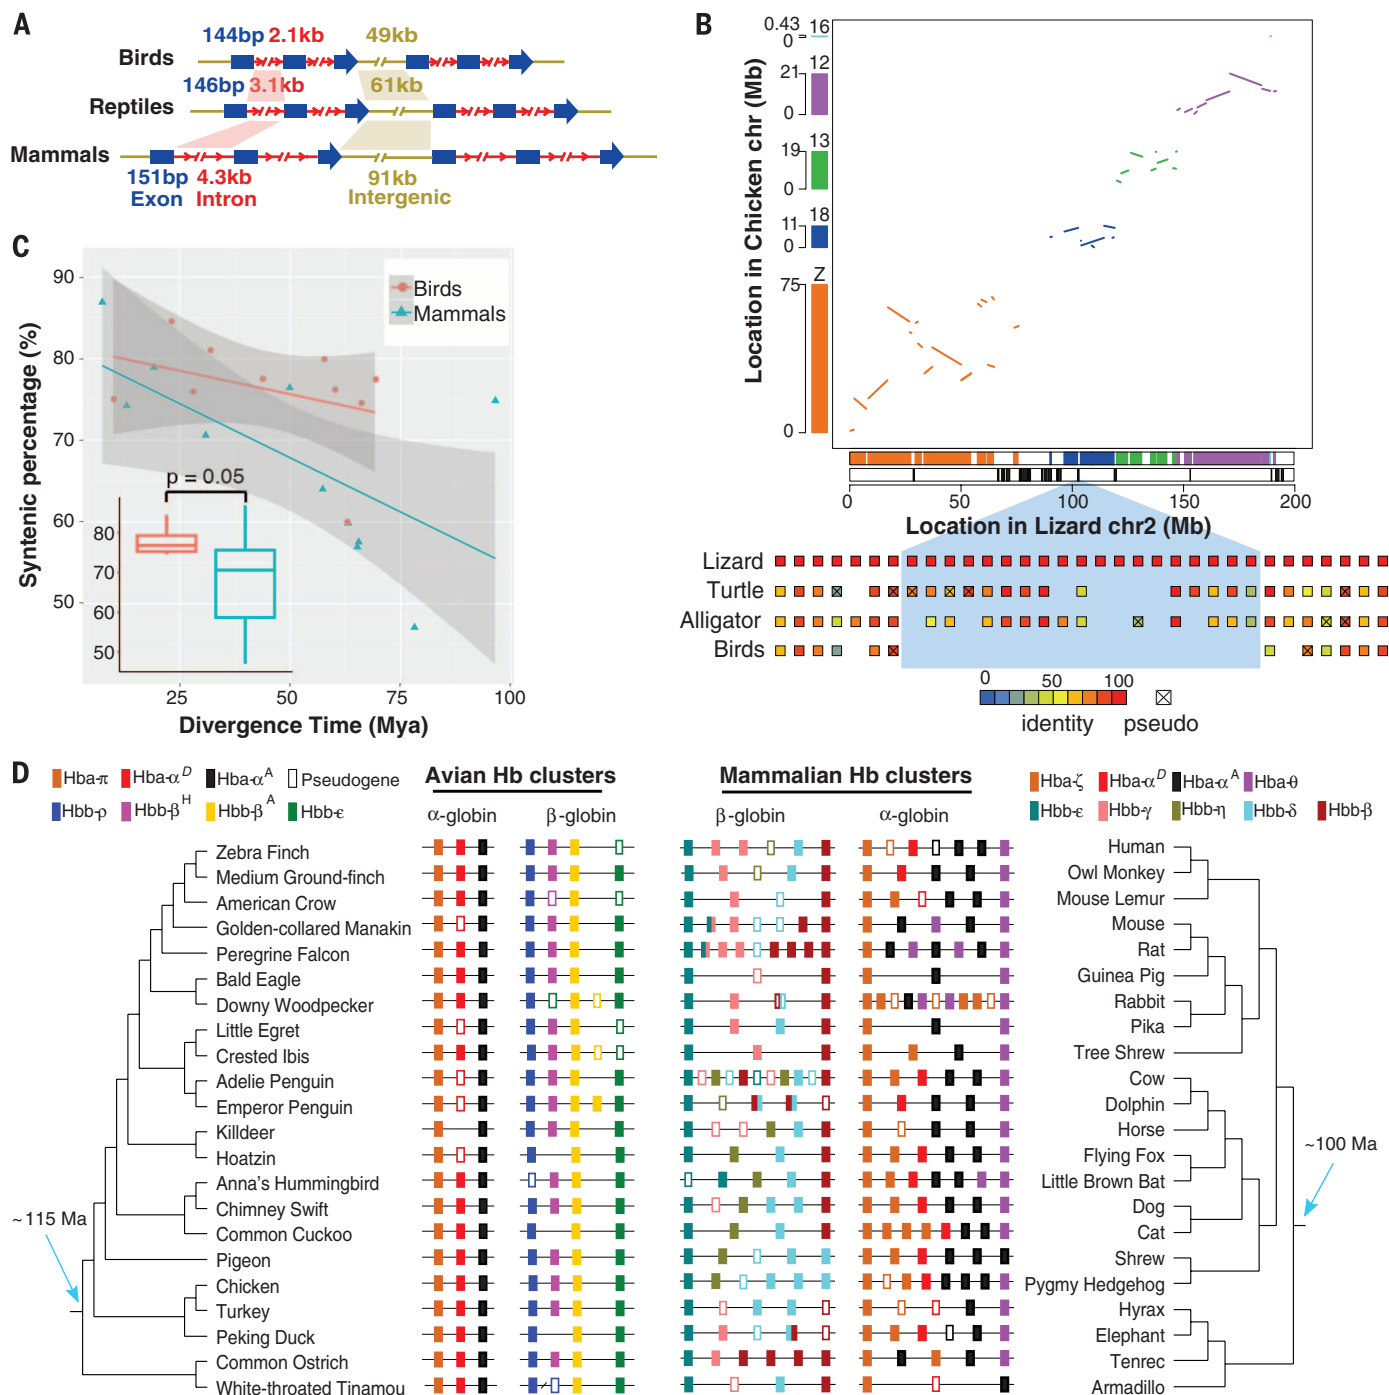 A
144bp 2.1kb 49kb
Birds
146bp 3.1kb 61kb
Reptiles
Mammals
151bp 4.3kb 91kb
Exon Intron Intergenic
B
Location in Chicken chr (Mb)
0.43 16
0
12
21
0
13
19
0
18
11
0
Z
75
0
0 50 100 150 200
Location in Lizard chr2 (Mb)
Lizard
Turtle
Alligator
Birds
0 50 100
identity pseudo
C
Syntenic percentage (%)
90
80
70
60
50
Birds
Mammals
p = 0.05
80
70
60
50
25 50 75 100
Divergence Time (Mya)
D
Hba-π Hba-α^D Hba-α^A Pseudogene
Hbb-ρ Hbb-β^H Hbb-β^A Hbb-ε
Avian Hb clusters
α-globin β-globin
Mammalian Hb clusters
β-globin α-globin
Hba-ζ Hba-α^D Hba-α^A Hba-θ
Hbb-ε Hbb-γ Hbb-η Hbb-δ Hbb-β
Zebra Finch
Medium Ground-finch
American Crow
Golden-collared Manakin
Peregrine Falcon
Bald Eagle
Downy Woodpecker
Little Egret
Crested Ibis
Adelie Penguin
Emperor Penguin
Killdeer
Hoatzin
Anna's Hummingbird
Chimney Swift
Common Cuckoo
Pigeon
Chicken
Turkey
Peking Duck
Common Ostrich
White-throated Tinamou
~115 Ma
Human
Owl Monkey
Mouse Lemur
Mouse
Rat
Guinea Pig
Rabbit
Pika
Tree Shrew
Cow
Dolphin
Horse
Flying Fox
Little Brown Bat
Dog
Cat
Shrew
Pygmy Hedgehog
Hyrax
Elephant
Tenrec
Armadillo
~100 Ma